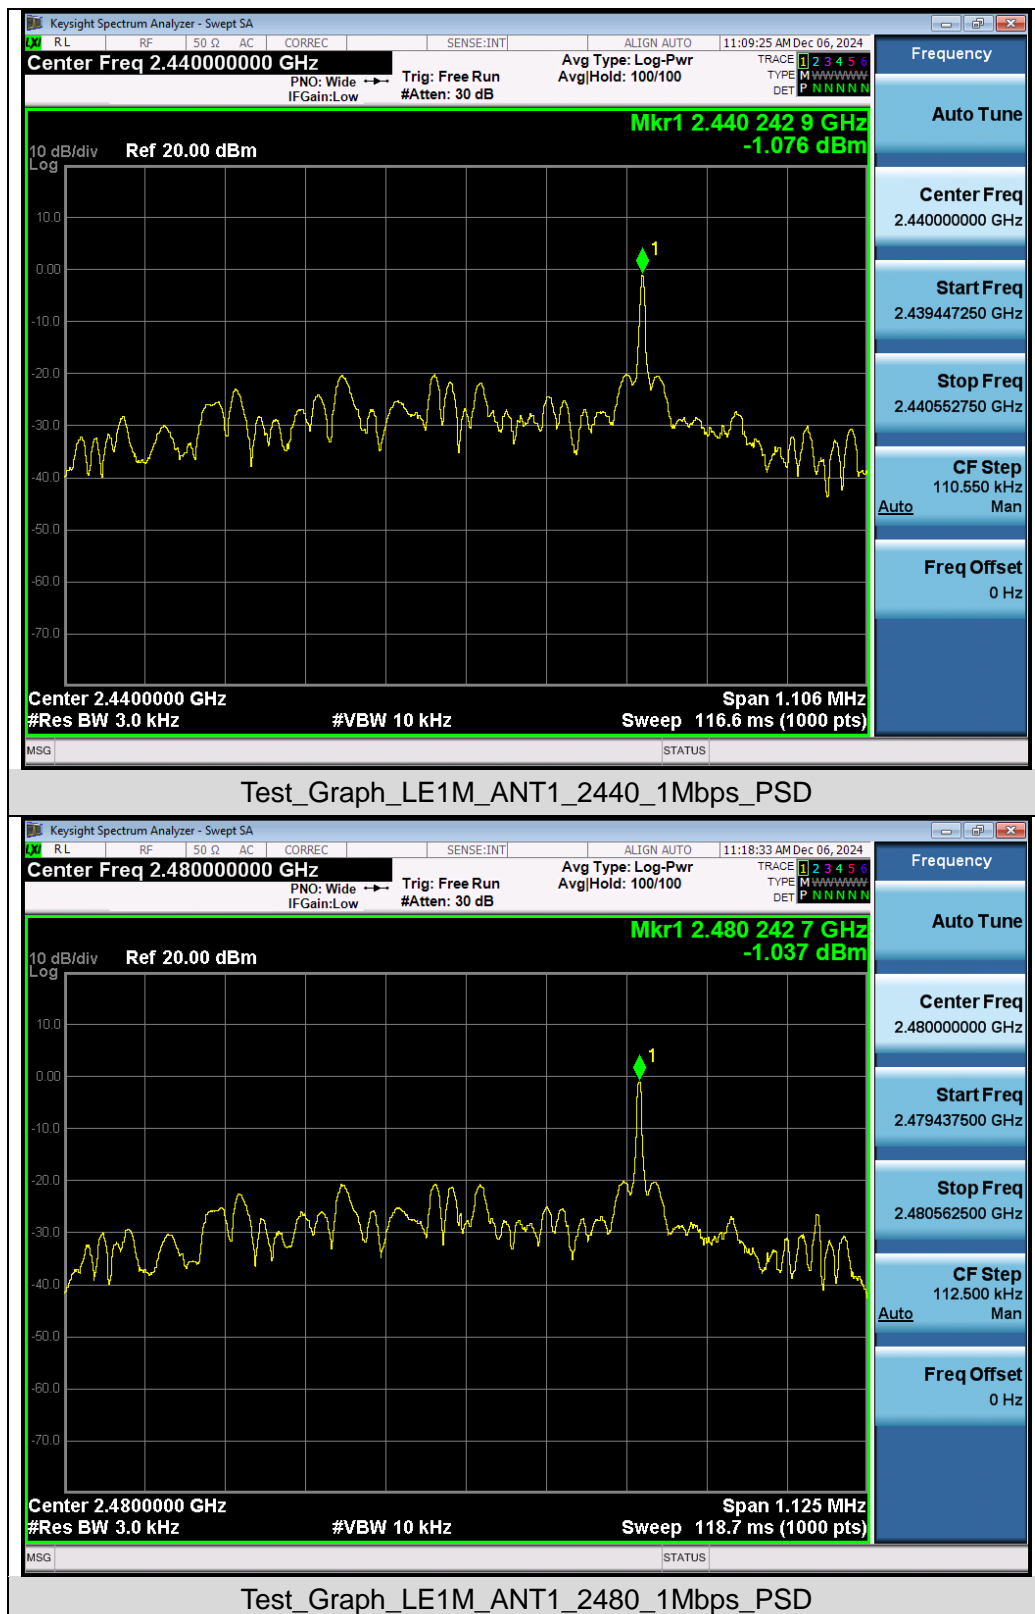 Keysight Spectrum Analyzer - Swept SA
LXI RL RF 50 Ω AC CORREC SENSE:INT ALIGN AUTO 11:09:25 AM Dec 06, 2024
Center Freq 2.440000000 GHz
PNO: Wide
IFGain:Low
Trig: Free Run
#Atten: 30 dB
Avg Type: Log-Pwr
Avg|Hold: 100/100
TRACE 1 2 3 4 5 6
TYPE M WWWWW
DET P N N N N N
Mkr1 2.440 242 9 GHz
-1.076 dBm
10 dB/div Ref 20.00 dBm
Log
10.0
0.00
-10.0
-20.0
-30.0
-40.0
-50.0
-60.0
-70.0
1
Center 2.4400000 GHz Span 1.106 MHz
#Res BW 3.0 kHz #VBW 10 kHz Sweep 116.6 ms (1000 pts)
MSG STATUS
Frequency
Auto Tune
Center Freq
2.440000000 GHz
Start Freq
2.439447250 GHz
Stop Freq
2.440552750 GHz
CF Step
110.550 kHz
Auto Man
Freq Offset
0 Hz
Test_Graph_LE1M_ANT1_2440_1Mbps_PSD
Keysight Spectrum Analyzer - Swept SA
LXI RL RF 50 Ω AC CORREC SENSE:INT ALIGN AUTO 11:18:33 AM Dec 06, 2024
Center Freq 2.480000000 GHz
PNO: Wide
IFGain:Low
Trig: Free Run
#Atten: 30 dB
Avg Type: Log-Pwr
Avg|Hold: 100/100
TRACE 1 2 3 4 5 6
TYPE M WWWWW
DET P N N N N N
Mkr1 2.480 242 7 GHz
-1.037 dBm
10 dB/div Ref 20.00 dBm
Log
10.0
0.00
-10.0
-20.0
-30.0
-40.0
-50.0
-60.0
-70.0
1
Center 2.4800000 GHz Span 1.125 MHz
#Res BW 3.0 kHz #VBW 10 kHz Sweep 118.7 ms (1000 pts)
MSG STATUS
Frequency
Auto Tune
Center Freq
2.480000000 GHz
Start Freq
2.479437500 GHz
Stop Freq
2.480562500 GHz
CF Step
112.500 kHz
Auto Man
Freq Offset
0 Hz
Test_Graph_LE1M_ANT1_2480_1Mbps_PSD